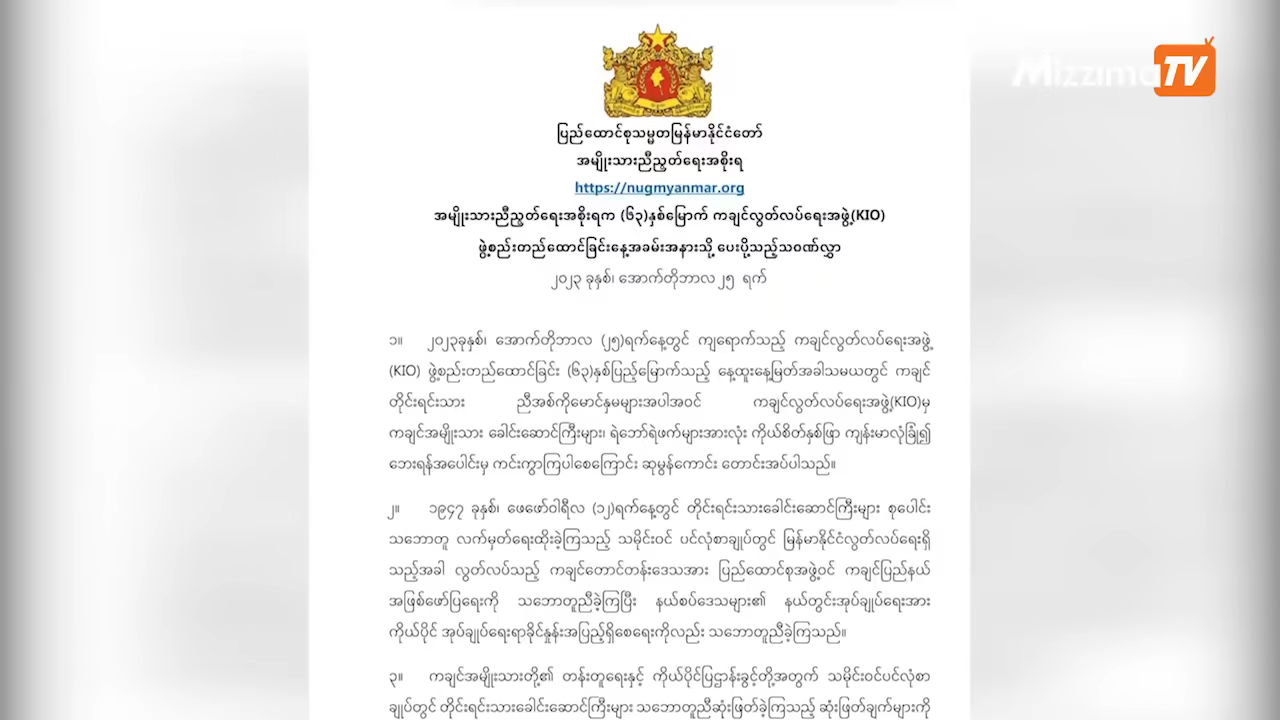 Mizzima TV
ပြည်ထောင်စုသမ္မတမြန်မာနိုင်ငံတော်
အမျိုးသားညီညွတ်ရေးအစိုးရ
https://nugmyanmar.org
အမျိုးသားညီညွတ်ရေးအစိုးရက (၆၃)နှစ်မြောက် ကချင်လွတ်လပ်ရေးအဖွဲ့(KIO)
ဖွဲ့စည်းတည်ထောင်ခြင်းနေ့အခမ်းအနားသို့ ပေးပို့သည့်သဝဏ်လွှာ
၂၀၂၃ ခုနှစ်၊ အောက်တိုဘာလ ၂၅ ရက်
၁။ ၂၀၂၃ခုနှစ်၊ အောက်တိုဘာလ (၂၅)ရက်နေ့တွင် ကျရောက်သည့် ကချင်လွတ်လပ်ရေးအဖွဲ့
(KIO) ဖွဲ့စည်းတည်ထောင်ခြင်း (၆၃)နှစ်ပြည့်မြောက်သည့် နေ့ထူးနေ့မြတ်အခါသမယတွင် ကချင်
တိုင်းရင်းသား ညီအစ်ကိုမောင်နှမများအပါအဝင် ကချင်လွတ်လပ်ရေးအဖွဲ့(KIO)မှ
ကချင်အမျိုးသား ခေါင်းဆောင်ကြီးများ၊ ရဲဘော်ရဲဖက်များအားလုံး ကိုယ်စိတ်နှစ်ဖြာ ကျန်းမာလုံခြုံ၍
ဘေးရန်အပေါင်းမှ ကင်းကွာကြပါစေကြောင်း ဆုမွန်ကောင်း တောင်းအပ်ပါသည်။
၂။ ၁၉၄၇ ခုနှစ်၊ ဖေဖော်ဝါရီလ (၁၂)ရက်နေ့တွင် တိုင်းရင်းသားခေါင်းဆောင်ကြီးများ စုပေါင်း
သဘောတူ လက်မှတ်ရေးထိုးခဲ့ကြသည့် သမိုင်းဝင် ပင်လုံစာချုပ်တွင် မြန်မာနိုင်ငံလွတ်လပ်ရေးရှိ
သည့်အခါ လွတ်လပ်သည့် ကချင်တောင်တန်းဒေသအား ပြည်ထောင်စုအဖွဲ့ဝင် ကချင်ပြည်နယ်
အဖြစ်ဖော်ပြရေးကို သဘောတူညီခဲ့ကြပြီး နယ်စပ်ဒေသများ၏ နယ်တွင်းအုပ်ချုပ်ရေးအား
ကိုယ်ပိုင် အုပ်ချုပ်ရေးရာခိုင်နှုန်းအပြည့်ရှိစေရေးကိုလည်း သဘောတူညီခဲ့ကြသည်။
၃။ ကချင်အမျိုးသားတို့၏ တန်းတူရေးနှင့် ကိုယ်ပိုင်ပြဋ္ဌာန်းခွင့်တို့အတွက် သမိုင်းဝင်ပင်လုံစာ
ချုပ်တွင် တိုင်းရင်းသားခေါင်းဆောင်ကြီးများ သဘောတူညီဆုံးဖြတ်ခဲ့ကြသည့် ဆုံးဖြတ်ချက်များကို